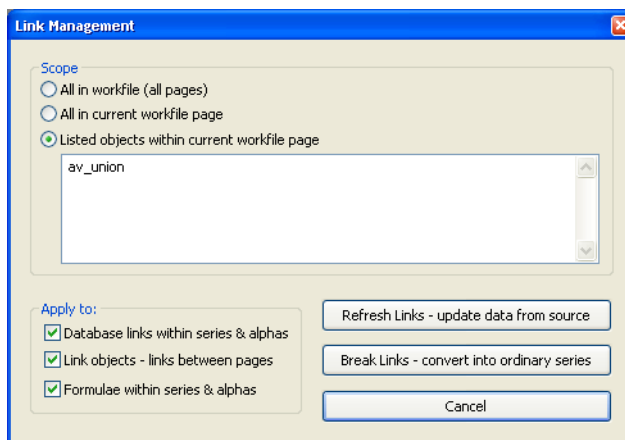 Link Management
Scope
All in workfile (all pages)
All in current workfile page
Listed objects within current workfile page
av_union
Apply to:
Database links within series & alphas
Link objects - links between pages
Formulae within series & alphas
Refresh Links - update data from source
Break Links - convert into ordinary series
Cancel